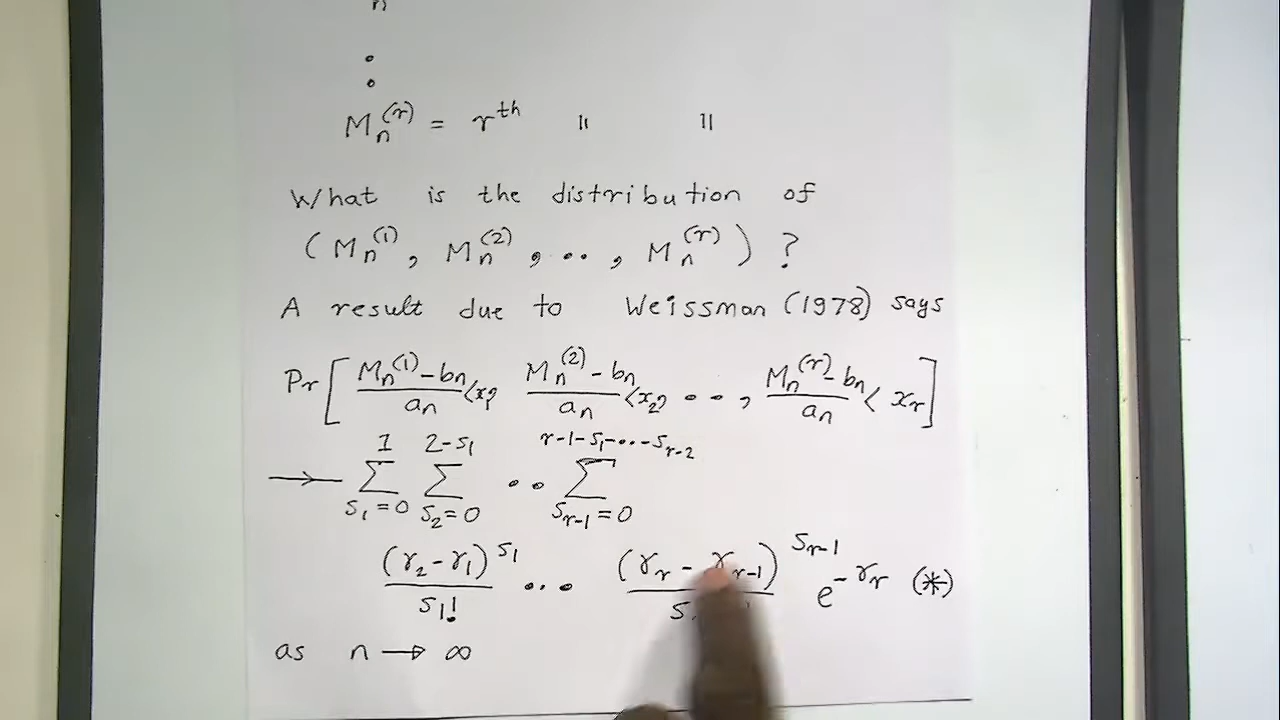 n
M_n^(r) = r^th  "  "
What is the distribution of
( M_n^(1), M_n^(2), .., M_n^(r) ) ?
A result due to Weissman (1978) says
Pr [ (M_n^(1) - b_n)/a_n < x_1, (M_n^(2) - b_n)/a_n < x_2, ..., (M_n^(r) - b_n)/a_n < x_r ]
→ ∑_{s_1=0}^{1} ∑_{s_2=0}^{2-s_1} .. ∑_{s_{r-1}=0}^{r-1-s_1-...-s_{r-2}}
(γ_2 - γ_1)^{s_1} / s_1! ... (γ_r - γ_{r-1})^{s_{r-1}} / s e^{-γ_r} (*)
as n → ∞